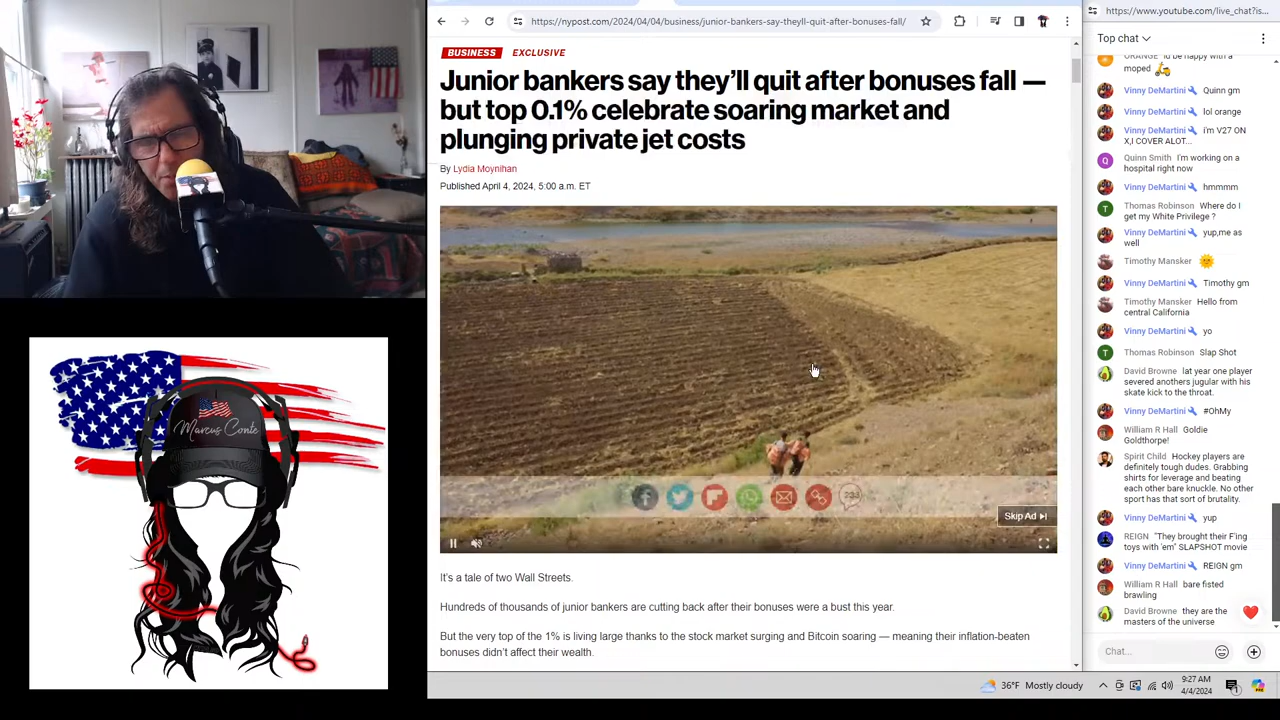 https://nypost.com/2024/04/04/business/junior-bankers-say-theyll-quit-after-bonuses-fall/
BUSINESS EXCLUSIVE
Junior bankers say they'll quit after bonuses fall —
but top 0.1% celebrate soaring market and
plunging private jet costs
By Lydia Moynihan
Published April 4, 2024, 5:00 a.m. ET
Skip Ad
It's a tale of two Wall Streets.
Hundreds of thousands of junior bankers are cutting back after their bonuses were a bust this year.
But the very top of the 1% is living large thanks to the stock market surging and Bitcoin soaring — meaning their inflation-beaten
bonuses didn't affect their wealth.
Marcus Conte
https://www.youtube.com/live_chat?is...
Top chat
ORANGE Id be happy with a
moped
Vinny DeMartini Quinn gm
Vinny DeMartini lol orange
Vinny DeMartini i'm V27 ON
X,I COVER ALOT...
Quinn Smith I'm working on a
hospital right now
Vinny DeMartini hmmmm
Thomas Robinson Where do I
get my White Privilege ?
Vinny DeMartini yup,me as
well
Timothy Mansker
Vinny DeMartini Timothy gm
Timothy Mansker Hello from
central California
Vinny DeMartini yo
Thomas Robinson Slap Shot
David Browne lat year one player
severed anothers jugular with his
skate kick to the throat.
Vinny DeMartini #OhMy
William R Hall Goldie
Goldthorpe!
Spirit Child Hockey players are
definitely tough dudes. Grabbing
shirts for leverage and beating
each other bare knuckle. No other
sport has that sort of brutality.
Vinny DeMartini yup
REIGN "They brought their F'ing
toys with 'em" SLAPSHOT movie
Vinny DeMartini REIGN gm
William R Hall bare fisted
brawling
David Browne they are the
masters of the universe
Chat...
36°F Mostly cloudy
9:27 AM
4/4/2024